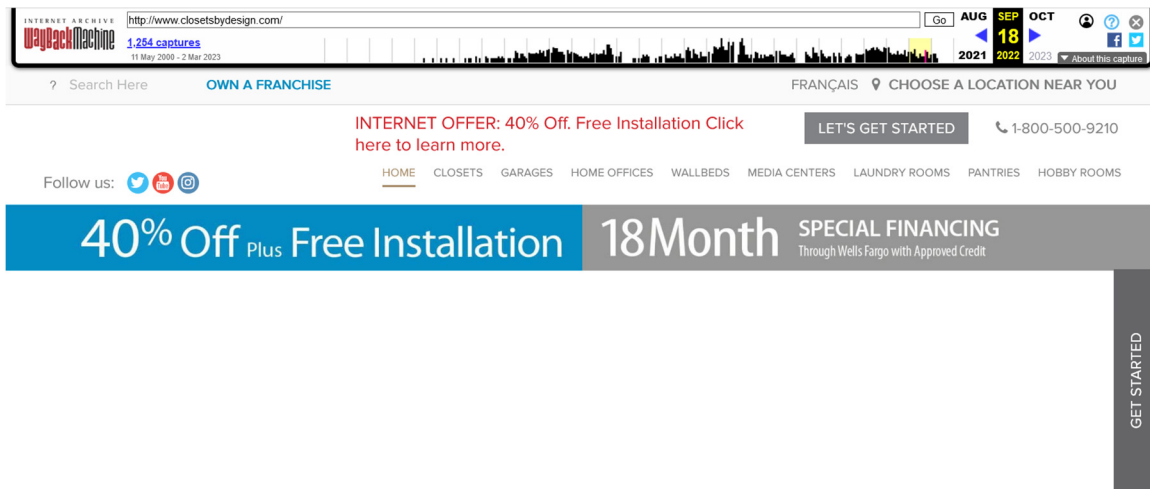 INTERNET ARCHIVE
WayBackMachine
http://www.closetsbydesign.com/
Go
AUG SEP OCT
1,254 captures
18
11 May 2000 - 2 Mar 2023
2021 2022 2023
About this capture
? Search Here
OWN A FRANCHISE
FRANÇAIS
CHOOSE A LOCATION NEAR YOU
INTERNET OFFER: 40% Off. Free Installation Click
here to learn more.
LET'S GET STARTED
1-800-500-9210
Follow us:
You Tube
HOME CLOSETS GARAGES HOME OFFICES WALLBEDS MEDIA CENTERS LAUNDRY ROOMS PANTRIES HOBBY ROOMS
40% Off Plus Free Installation
18 Month
SPECIAL FINANCING
Through Wells Fargo with Approved Credit
GET STARTED